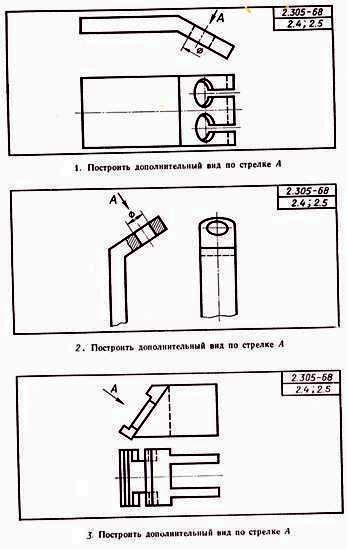 A
2.305-68
2.4; 2.5
Ø
1. Построить дополнительный вид по стрелке A
2.305-68
2.4; 2.5
A
Ф
2. Построить дополнительный вид по стрелке A
2.305-68
2.4; 2.5
A
3. Построить дополнительный вид по стрелке A